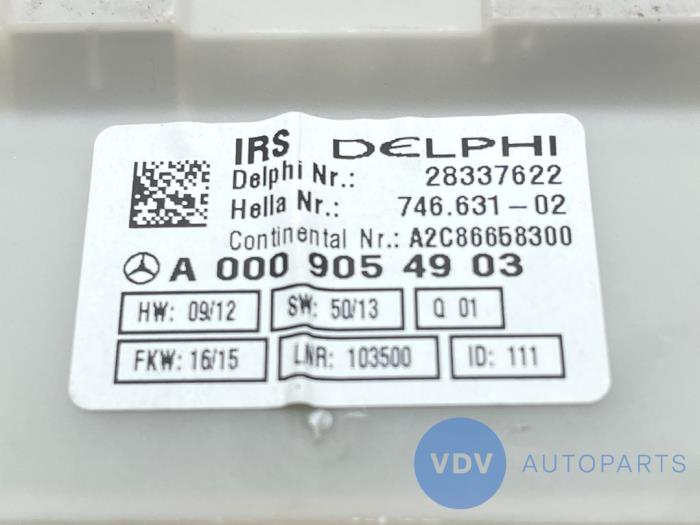 IRS DELPHI
Delphi Nr.: 28337622
Hella Nr.: 746.631-02
Continental Nr.: A2C86658300
A 000 905 49 03
HW: 09/12 SW: 50/13 Q 01
FKW: 16/15 LNR: 103500 ID: 111
VDV AUTOPARTS